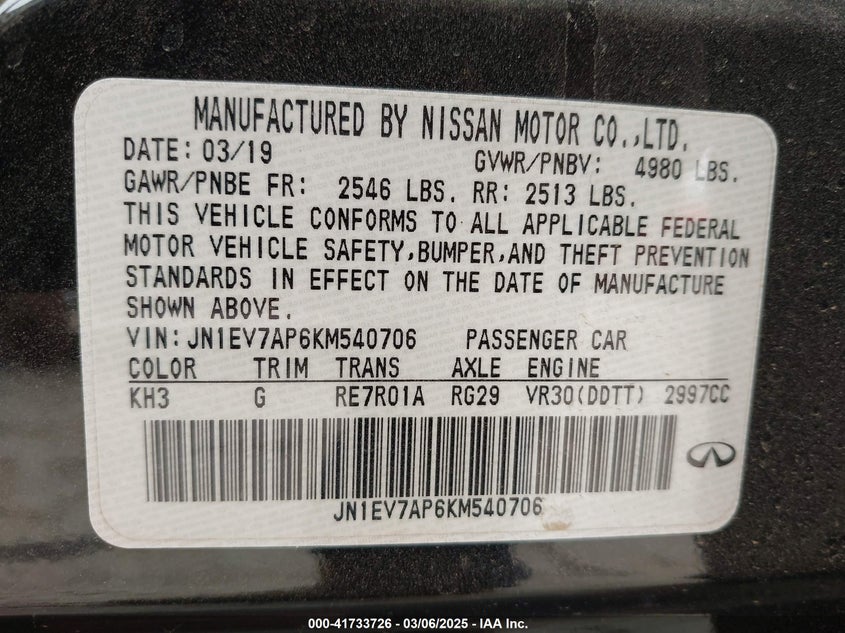 MANUFACTURED BY NISSAN MOTOR CO.,LTD.
DATE: 03/19 GVWR/PNBV: 4980 LBS.
GAWR/PNBE FR: 2546 LBS. RR: 2513 LBS.
THIS VEHICLE CONFORMS TO ALL APPLICABLE FEDERAL
MOTOR VEHICLE SAFETY,BUMPER,AND THEFT PREVENTION
STANDARDS IN EFFECT ON THE DATE OF MANUFACTURE
SHOWN ABOVE.
VIN:JN1EV7AP6KM540706 PASSENGER CAR
COLOR TRIM TRANS AXLE ENGINE
KH3 G RE7R01A RG29 VR30(DDTT) 2997CC
JN1EV7AP6KM540706
000-41733726 - 03/06/2025 - IAA Inc.